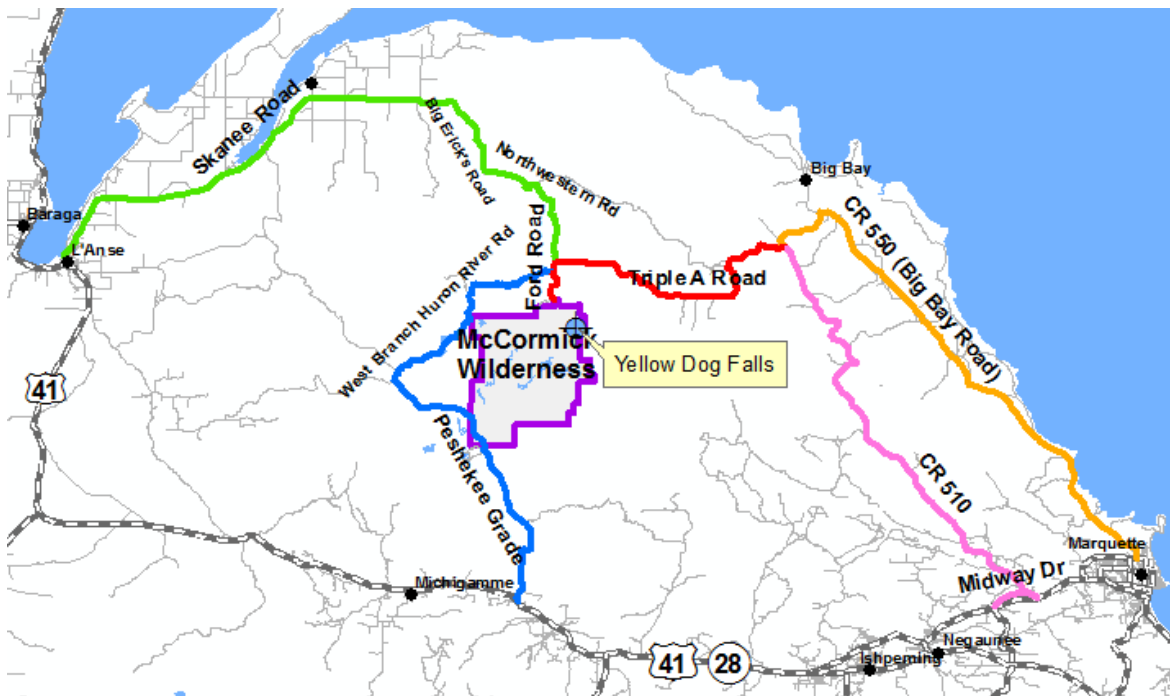 Skanee Road
Big Erick's Road
Northwestern Rd
Big Bay
CR 550 (Big Bay Road)
Baraga
L'Anse
Ford Road
Triple A Road
West Branch Huron River Rd
McCormick
Wilderness
Yellow Dog Falls
41
Peshekee Grade
CR 510
Marquette
Midway Dr
Michigamme
Negaunee
Ishpeming
41
28